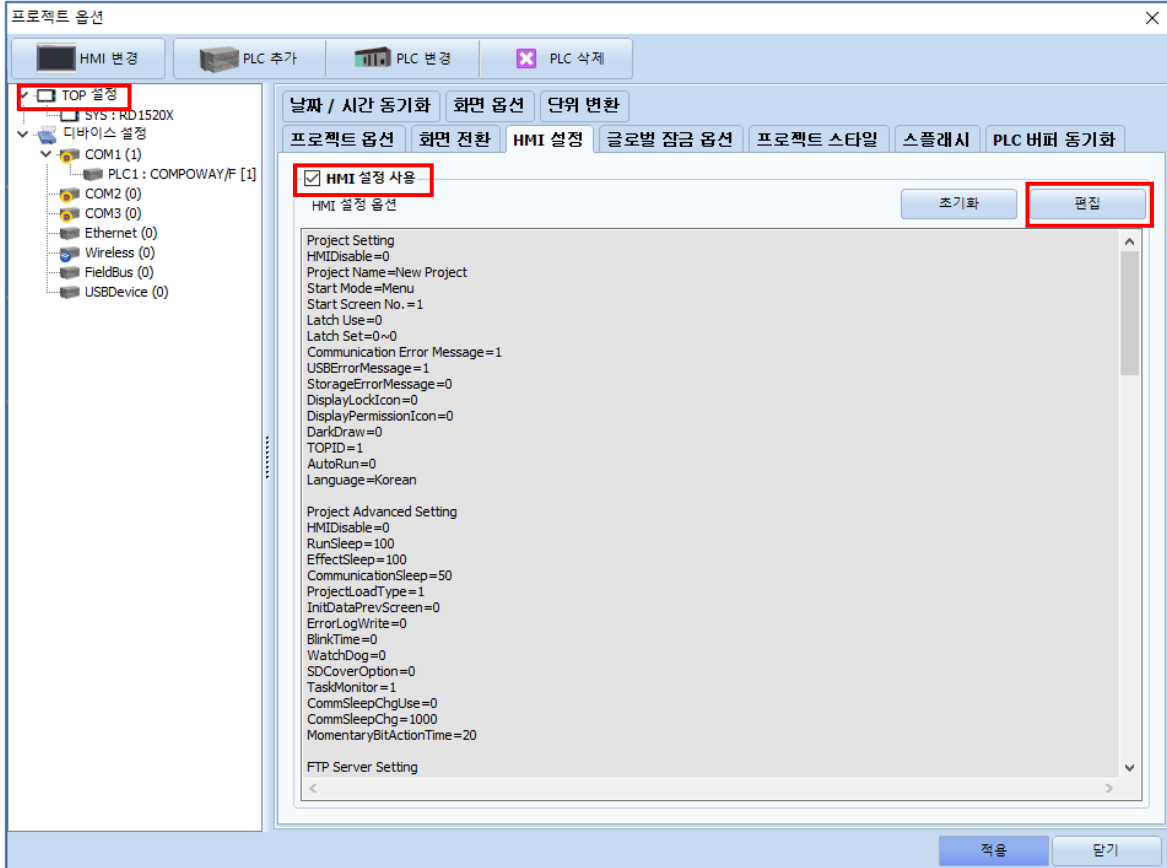 프로젝트 옵션
HMI 변경
PLC 추가
PLC 변경
PLC 삭제
TOP 설정
SYS : RD1520X
디바이스 설정
COM1 (1)
PLC1 : COMPOWAY/F [1]
COM2 (0)
COM3 (0)
Ethernet (0)
Wireless (0)
FieldBus (0)
USBDevice (0)
날짜 / 시간 동기화
화면 옵션
단위 변환
프로젝트 옵션
화면 전환
HMI 설정
글로벌 잠금 옵션
프로젝트 스타일
스플래시
PLC 버퍼 동기화
HMI 설정 사용
HMI 설정 옵션
초기화
편집
Project Setting
HMIDisable=0
Project Name=New Project
Start Mode=Menu
Start Screen No.=1
Latch Use=0
Latch Set=0~0
Communication Error Message=1
USBErrorMessage=1
StorageErrorMessage=0
DisplayLockIcon=0
DisplayPermissionIcon=0
DarkDraw=0
TOPID=1
AutoRun=0
Language=Korean
Project Advanced Setting
HMIDisable=0
RunSleep=100
EffectSleep=100
CommunicationSleep=50
ProjectLoadType=1
InitDataPrevScreen=0
ErrorLogWrite=0
BlinkTime=0
WatchDog=0
SDCoverOption=0
TaskMonitor=1
CommSleepChgUse=0
CommSleepChg=1000
MomentaryBitActionTime=20
FTP Server Setting
적용
닫기